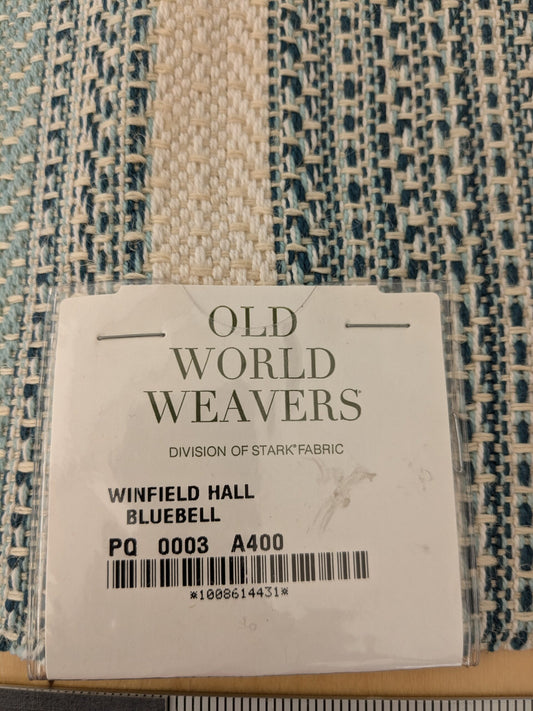 OLD
WORLD
WEAVERS®
DIVISION OF STARK® FABRIC
WINFIELD HALL
BLUEBELL
PQ 0003 A400
*1008614431*